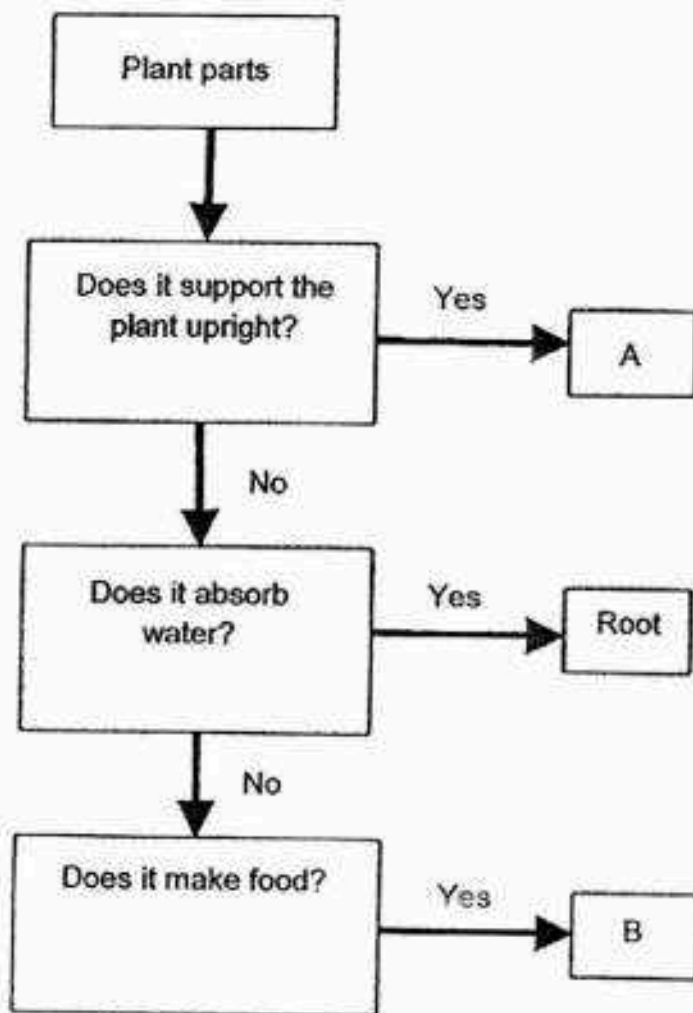 Plant parts
Does it support the
plant upright?
Yes
A
No
Does it absorb
water?
Yes
Root
No
Does it make food?
Yes
B